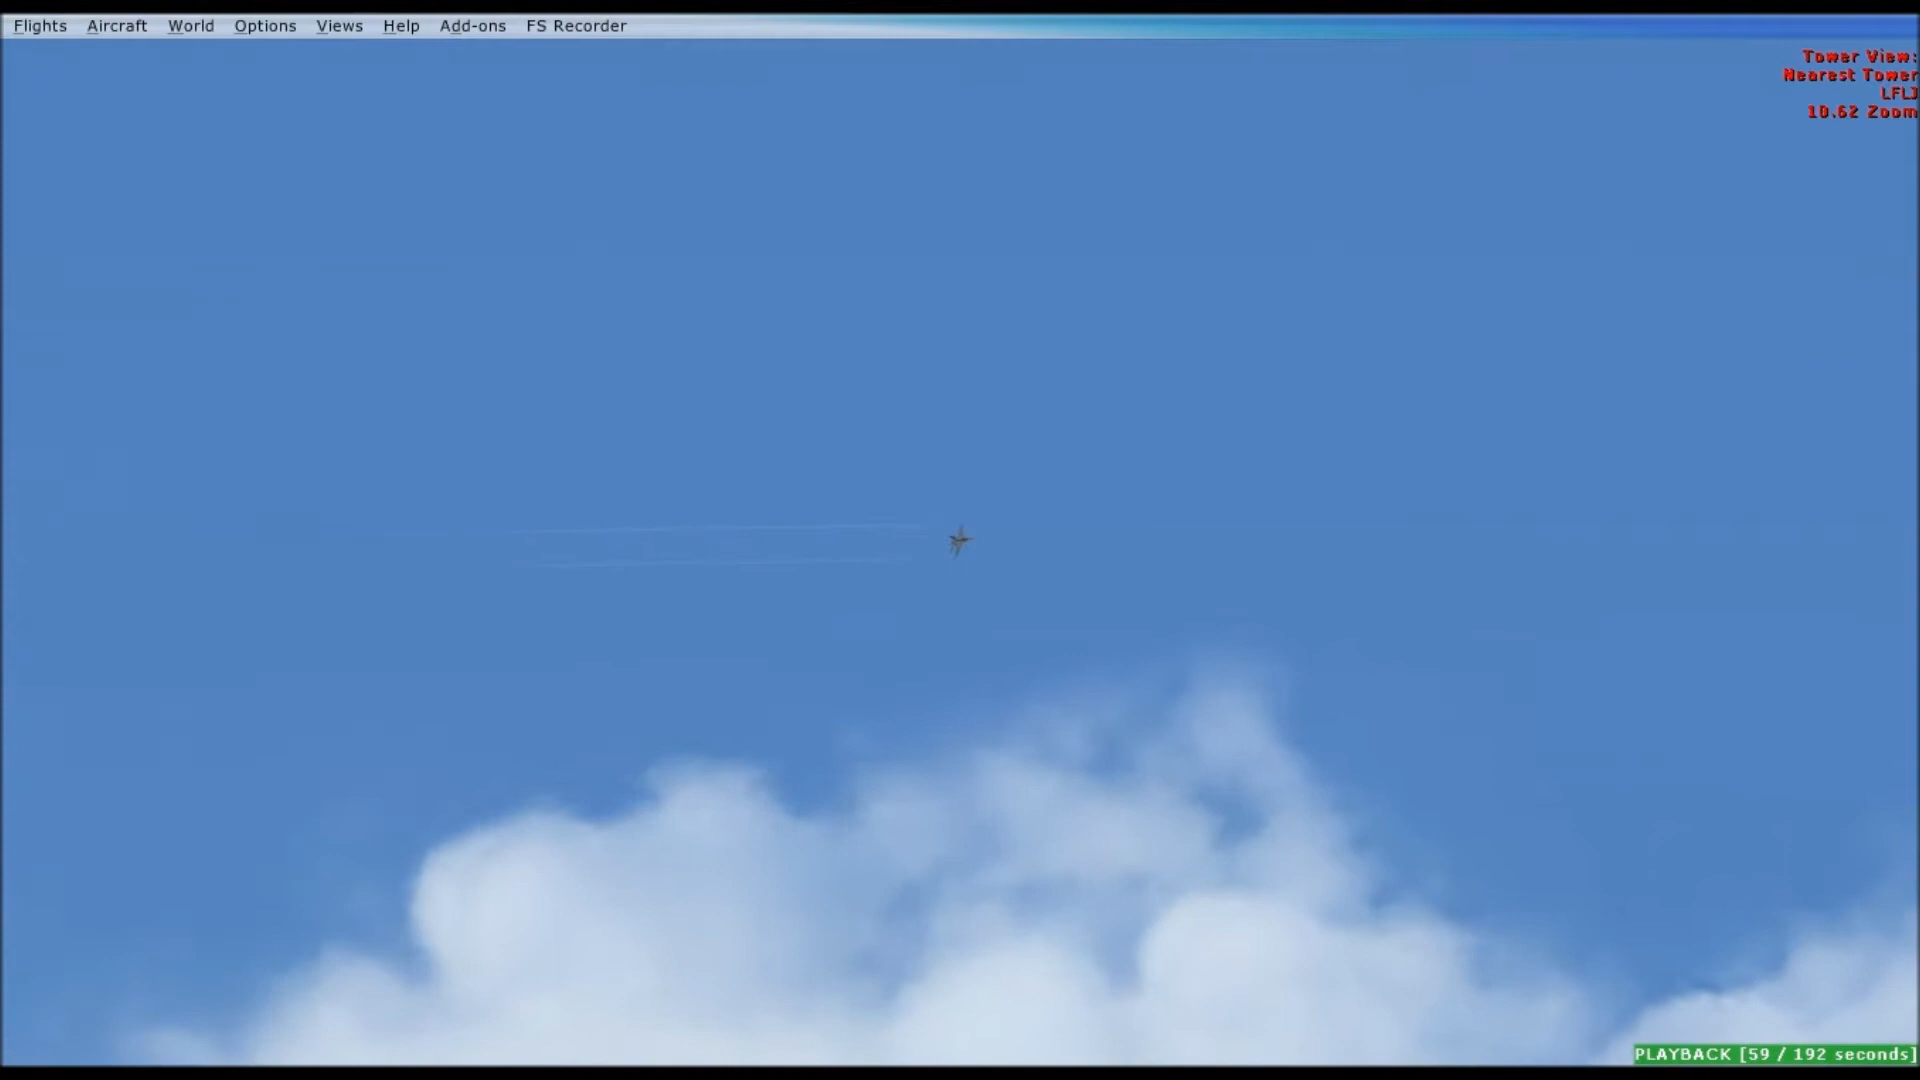 Flights Aircraft World Options Views Help Add-ons FS Recorder
Tower View:
Nearest Tower
LFLJ
10.62 Zoom
PLAYBACK [59 / 192 seconds]